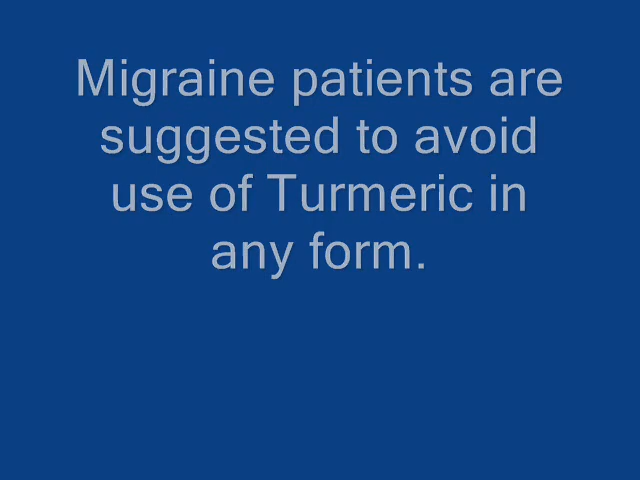 Migraine patients are
suggested to avoid
use of Turmeric in
any form.